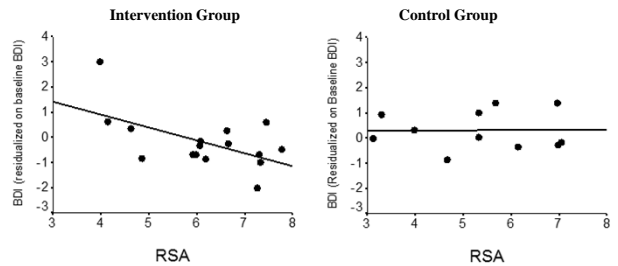 Intervention Group
BDI (residualized on baseline BDI)
4
3
2
1
0
-1
-2
-3
3 4 5 6 7 8
RSA
Control Group
BDI (Residualized on Baseline BDI)
4
3
2
1
0
-1
-2
-3
3 4 5 6 7 8
RSA